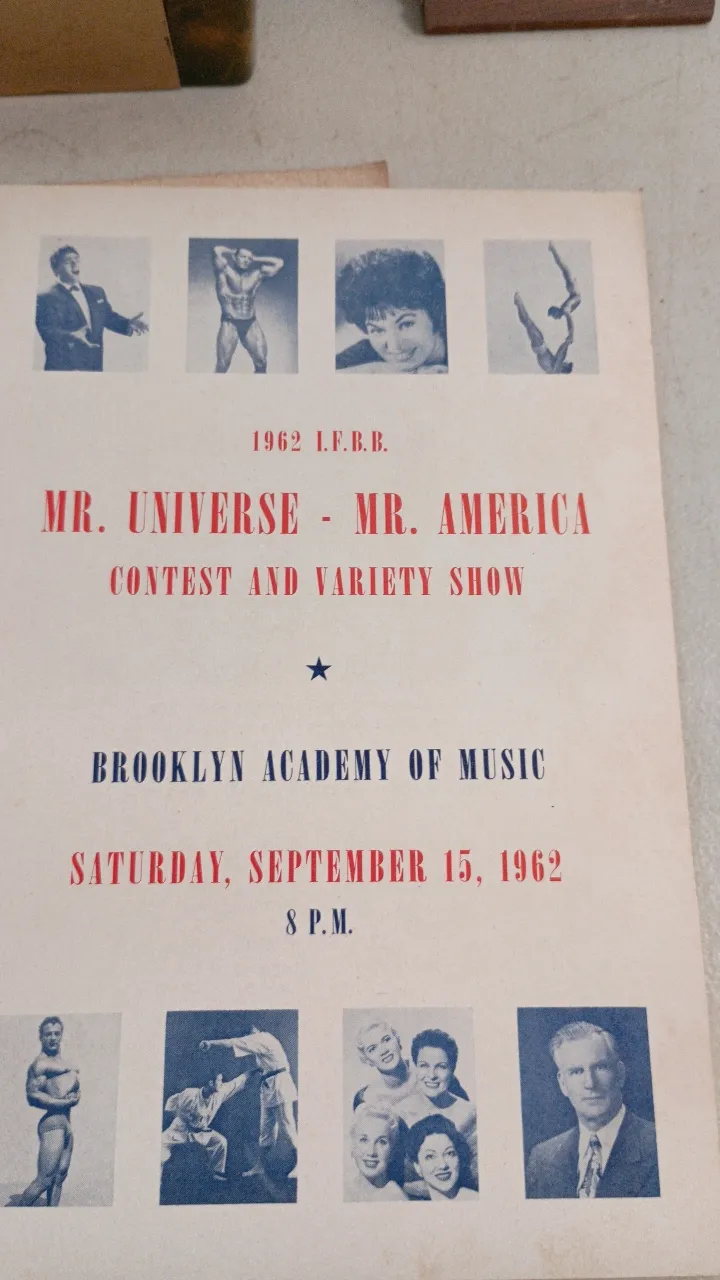 1962 I.F.B.B.
MR. UNIVERSE - MR. AMERICA
CONTEST AND VARIETY SHOW
BROOKLYN ACADEMY OF MUSIC
SATURDAY, SEPTEMBER 15, 1962
8 P.M.